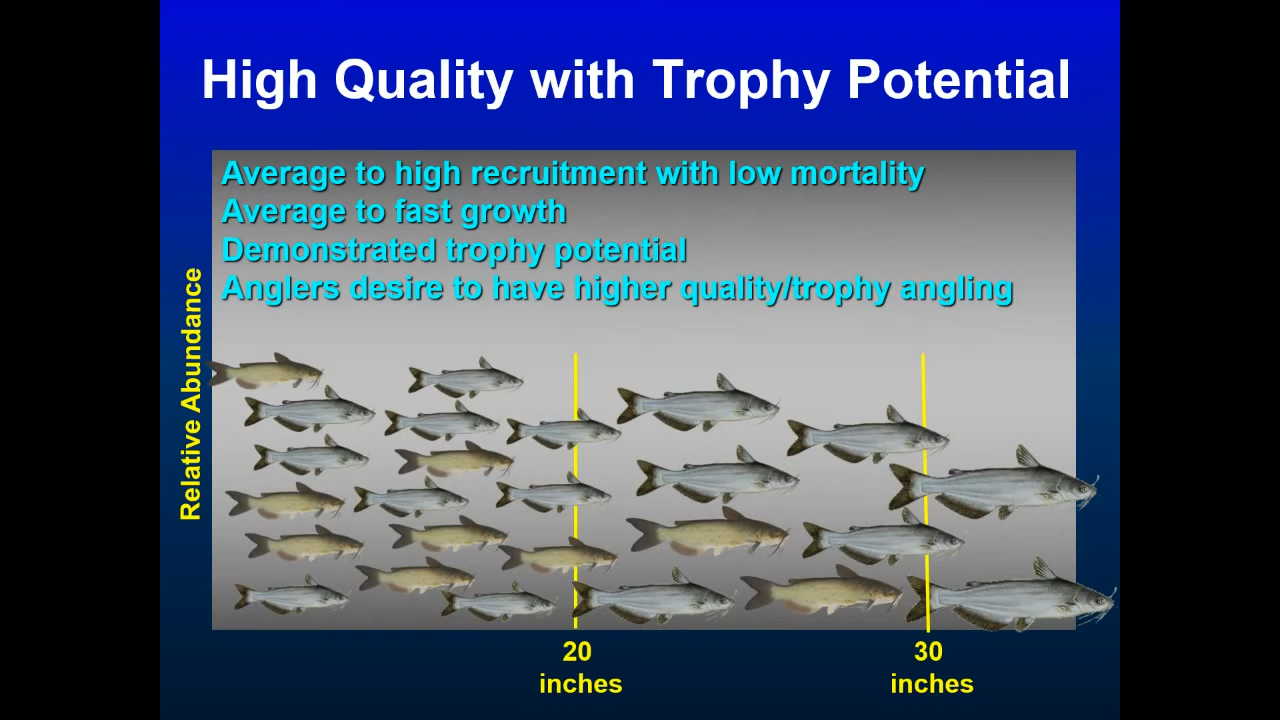 High Quality with Trophy Potential
Average to high recruitment with low mortality
Average to fast growth
Demonstrated trophy potential
Anglers desire to have higher quality/trophy angling
Relative Abundance
20
inches
30
inches